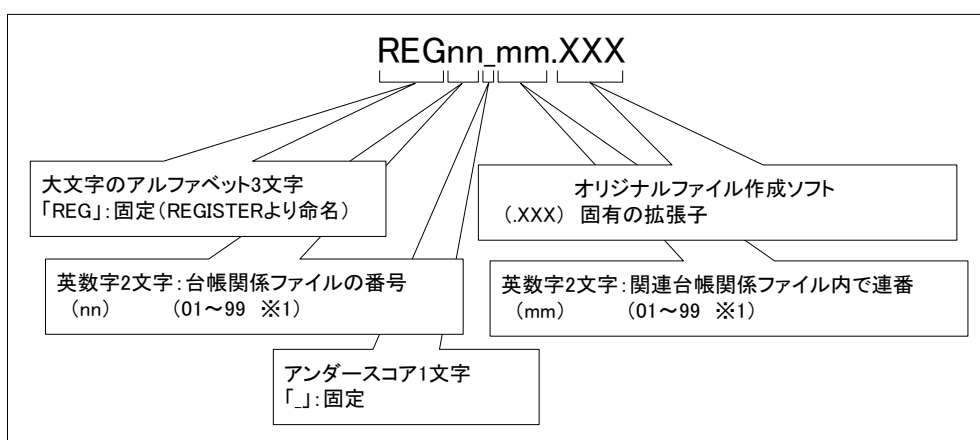 REGnn_mm.XXX
大文字のアルファベット3文字
「REG」:固定(REGISTERより命名)
オリジナルファイル作成ソフト
(.XXX) 固有の拡張子
英数字2文字:台帳関係ファイルの番号
(nn) (01~99 ※1)
英数字2文字:関連台帳関係ファイル内で連番
(mm) (01~99 ※1)
アンダースコア1文字
「_」:固定